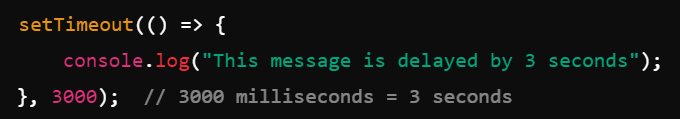 setTimeout(() => {
    console.log("This message is delayed by 3 seconds");
}, 3000);  // 3000 milliseconds = 3 seconds